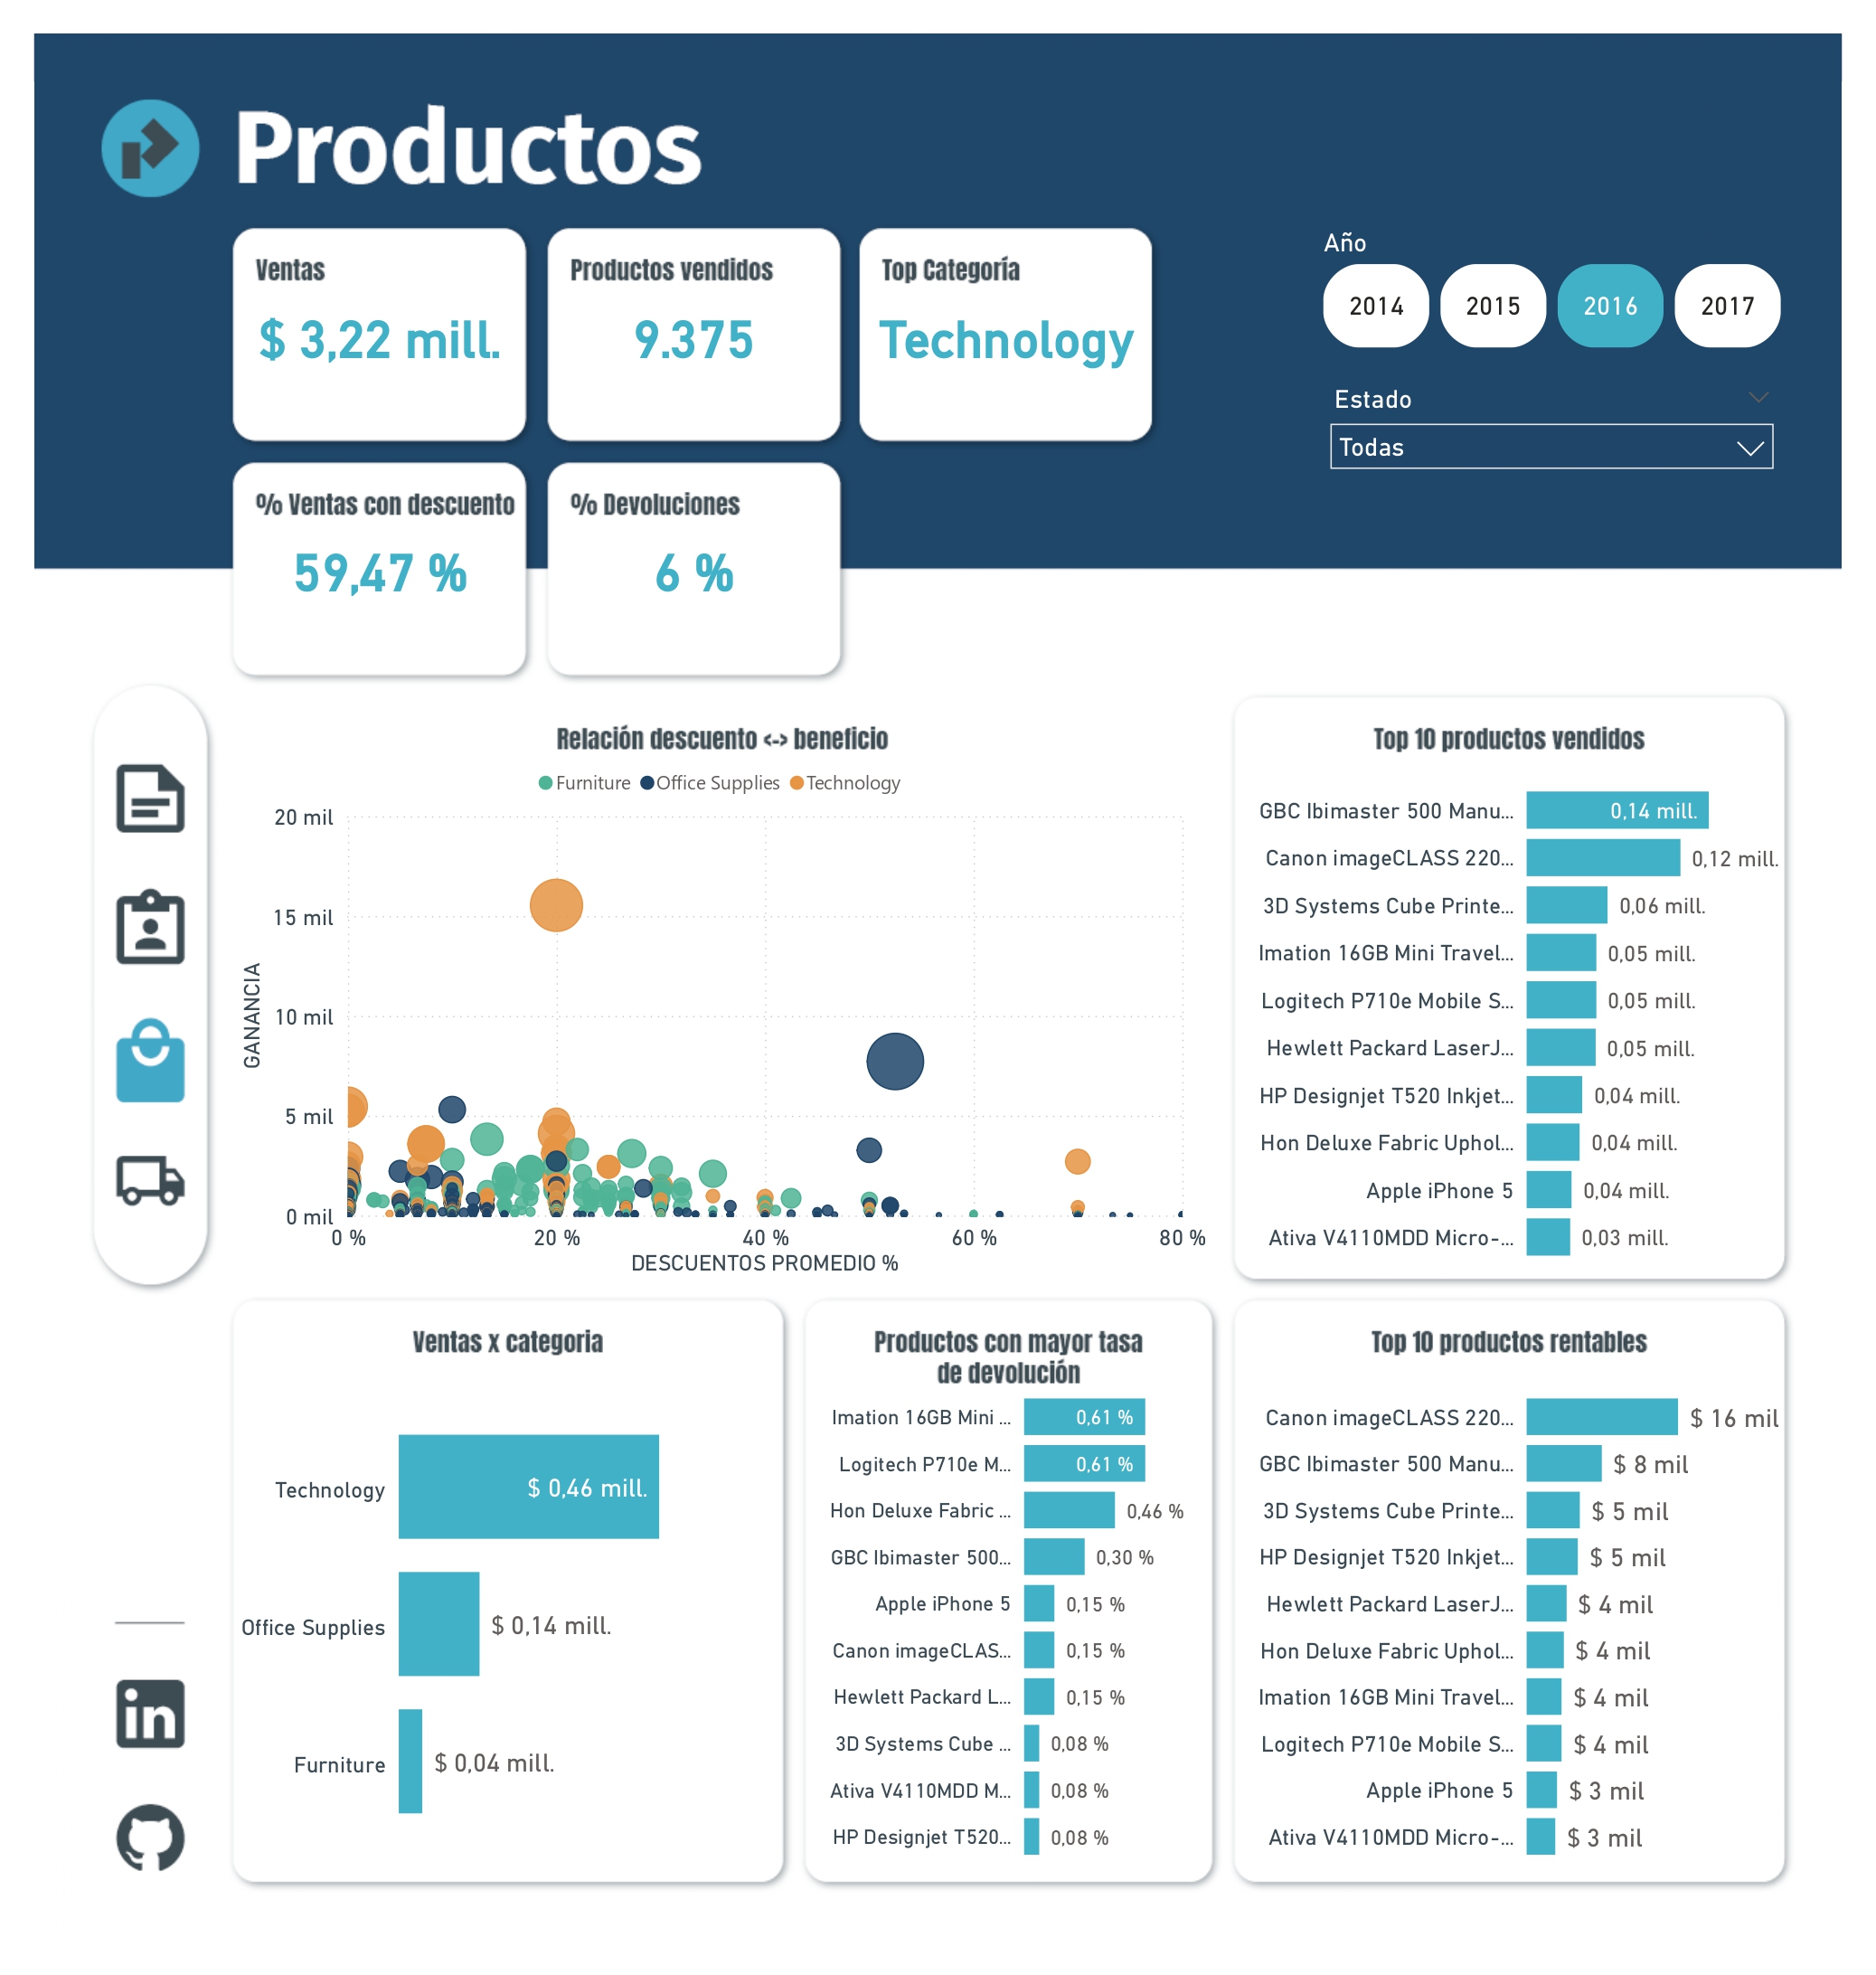 Productos
Ventas
$ 3,22 mill.
Productos vendidos
9.375
Top Categoría
Technology
Año
2014
2015
2016
2017
Estado
Todas
% Ventas con descuento
59,47 %
% Devoluciones
6 %
Relación descuento <-> beneficio
Furniture
Office Supplies
Technology
GANANCIA
20 mil
15 mil
10 mil
5 mil
0 mil
0 %
20 %
40 %
60 %
80 %
DESCUENTOS PROMEDIO %
Top 10 productos vendidos
GBC Ibimaster 500 Manu... 0,14 mill.
Canon imageCLASS 220... 0,12 mill.
3D Systems Cube Printe... 0,06 mill.
Imation 16GB Mini Travel... 0,05 mill.
Logitech P710e Mobile S... 0,05 mill.
Hewlett Packard LaserJ... 0,05 mill.
HP Designjet T520 Inkjet... 0,04 mill.
Hon Deluxe Fabric Uphol... 0,04 mill.
Apple iPhone 5 0,04 mill.
Ativa V4110MDD Micro-... 0,03 mill.
Ventas x categoria
Technology $ 0,46 mill.
Office Supplies $ 0,14 mill.
Furniture $ 0,04 mill.
Productos con mayor tasa
de devolución
Imation 16GB Mini ... 0,61 %
Logitech P710e M... 0,61 %
Hon Deluxe Fabric ... 0,46 %
GBC Ibimaster 500... 0,30 %
Apple iPhone 5 0,15 %
Canon imageCLAS... 0,15 %
Hewlett Packard L... 0,15 %
3D Systems Cube ... 0,08 %
Ativa V4110MDD M... 0,08 %
HP Designjet T520... 0,08 %
Top 10 productos rentables
Canon imageCLASS 220... $ 16 mil
GBC Ibimaster 500 Manu... $ 8 mil
3D Systems Cube Printe... $ 5 mil
HP Designjet T520 Inkjet... $ 5 mil
Hewlett Packard LaserJ... $ 4 mil
Hon Deluxe Fabric Uphol... $ 4 mil
Imation 16GB Mini Travel... $ 4 mil
Logitech P710e Mobile S... $ 4 mil
Apple iPhone 5 $ 3 mil
Ativa V4110MDD Micro-... $ 3 mil
in